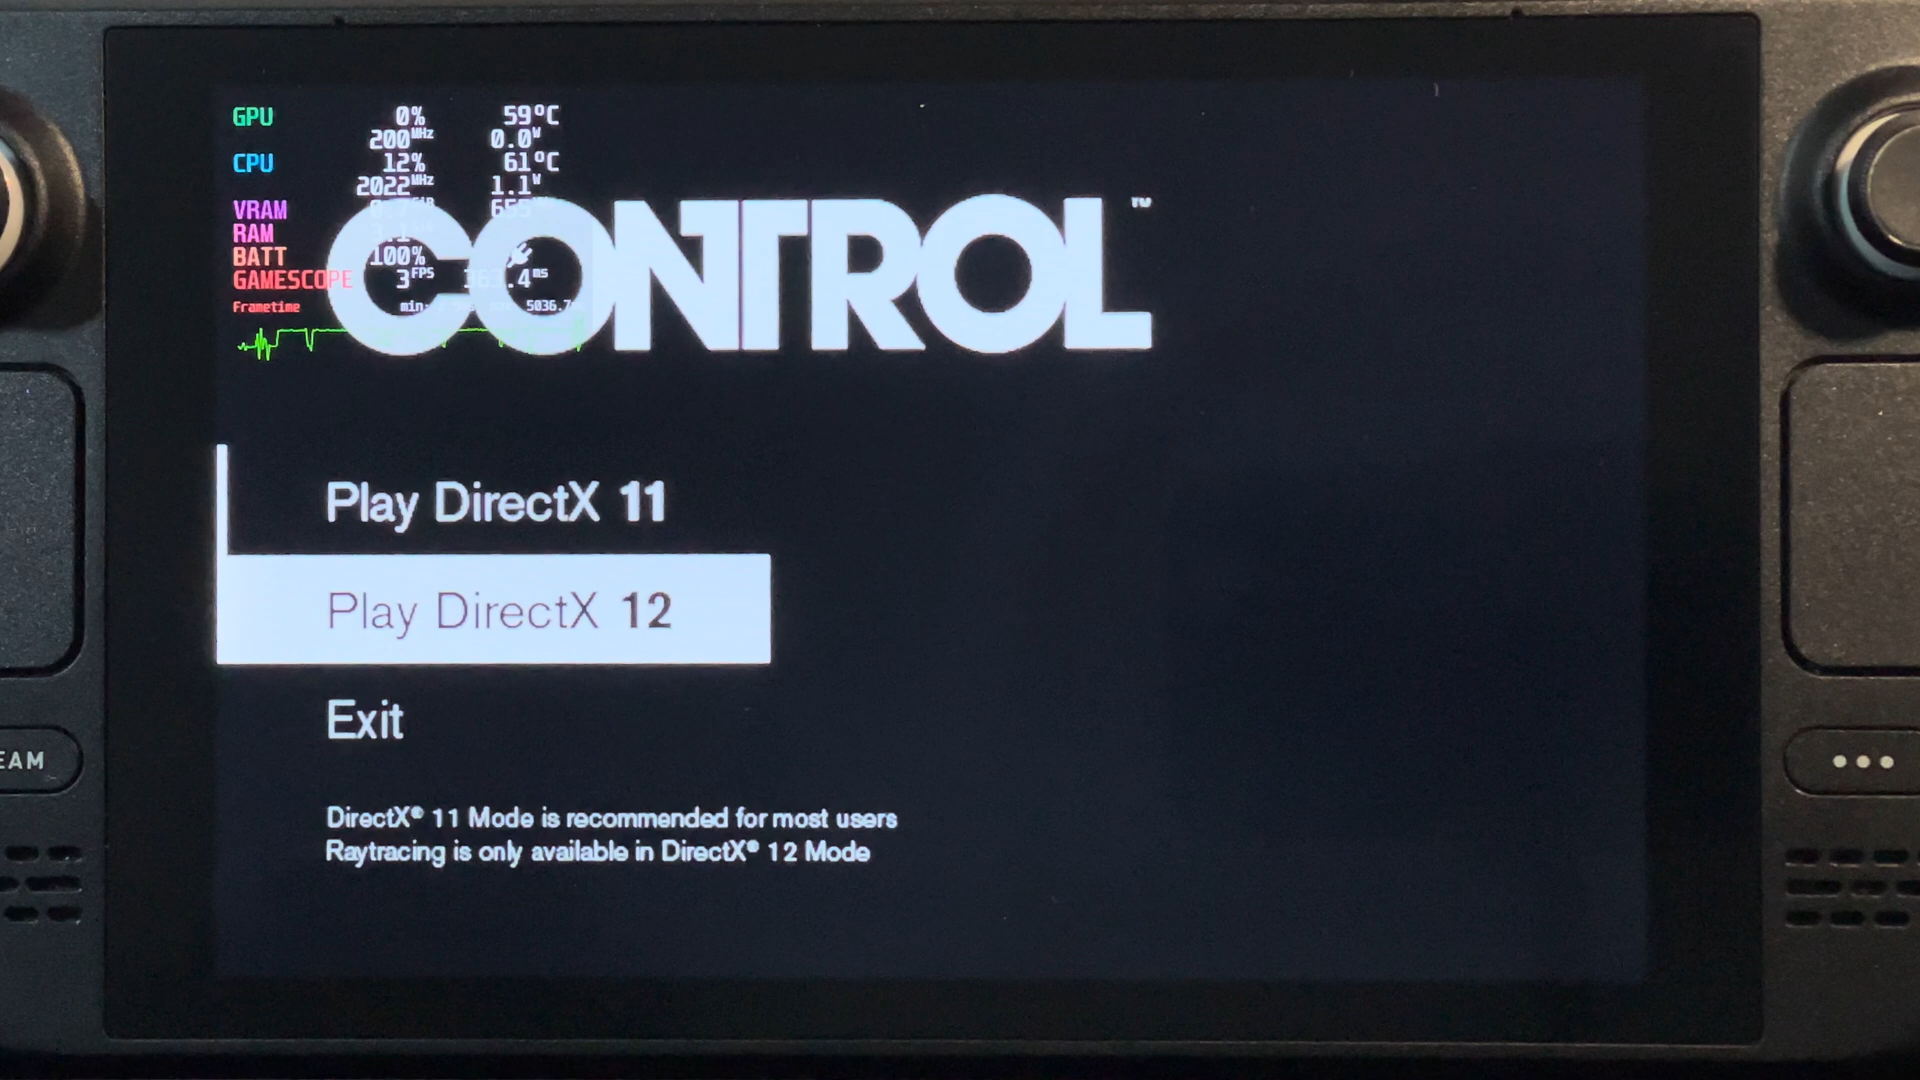 GPU 0% 59°C
200MHz 0.0W
CPU 12% 61°C
2022MHz 1.1W
VRAM 655
RAM
BATT 100%
GAMESCOPE 3FPS
Frametime
CONTROL™
Play DirectX 11
Play DirectX 12
Exit
EAM
DirectX® 11 Mode is recommended for most users
Raytracing is only available in DirectX® 12 Mode